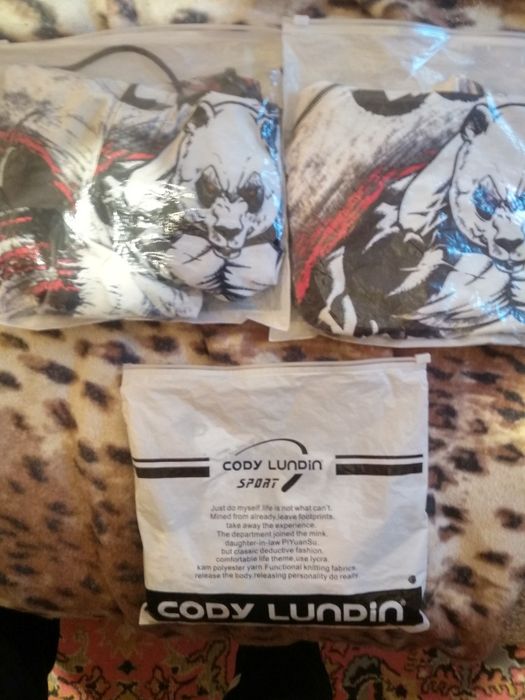 CODY LUNDIN
SPORT
Just do myself.life is not what can't.
Mined from already,leave footprints,
take away the experience.
The department joined the mink,
daughter-in-law PIYuanSu,
but classic deductive fashion,
comfortable life theme,use lycra,
kam polyester yarn Functional knitting fabrics,
release the body,releasing personality do really
CODY LUNDIN